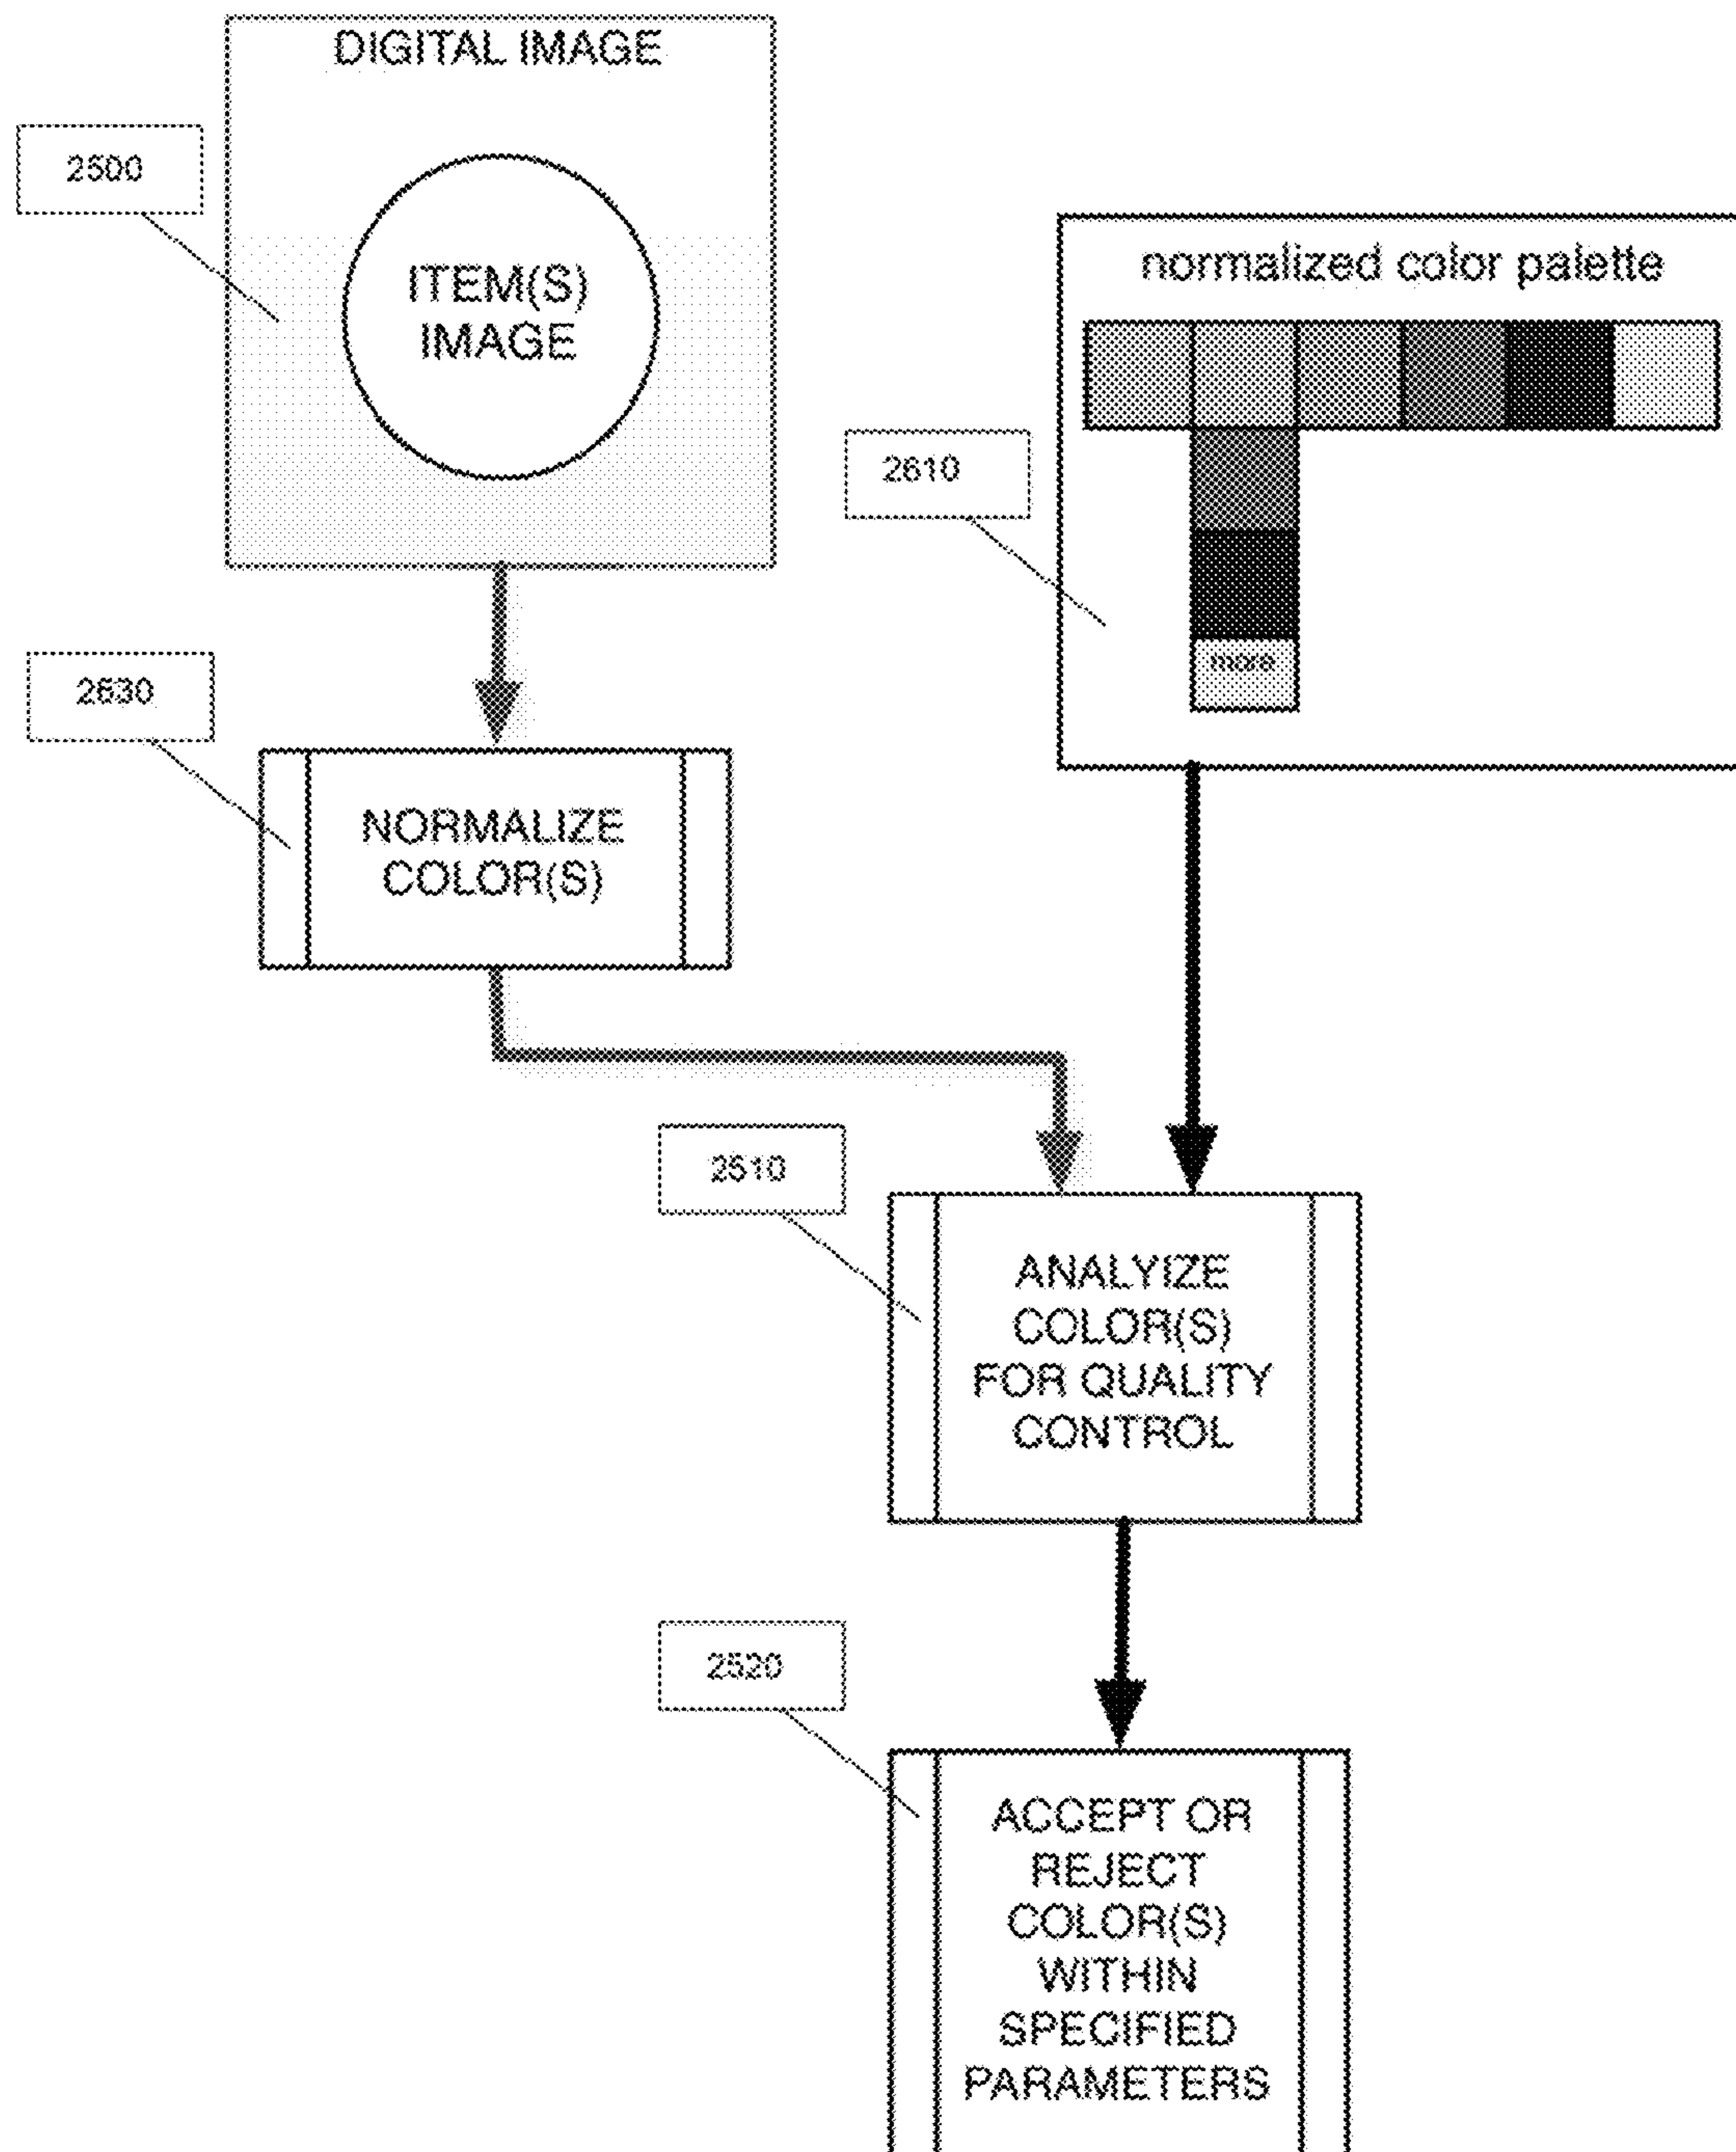 DIGITAL IMAGE
2500
ITEM(S)
IMAGE
normalized color palette
2610
more
2630
NORMALIZE
COLOR(S)
2510
ANALYIZE
COLOR(S)
FOR QUALITY
CONTROL
2520
ACCEPT OR
REJECT
COLOR(S)
WITHIN
SPECIFIED
PARAMETERS